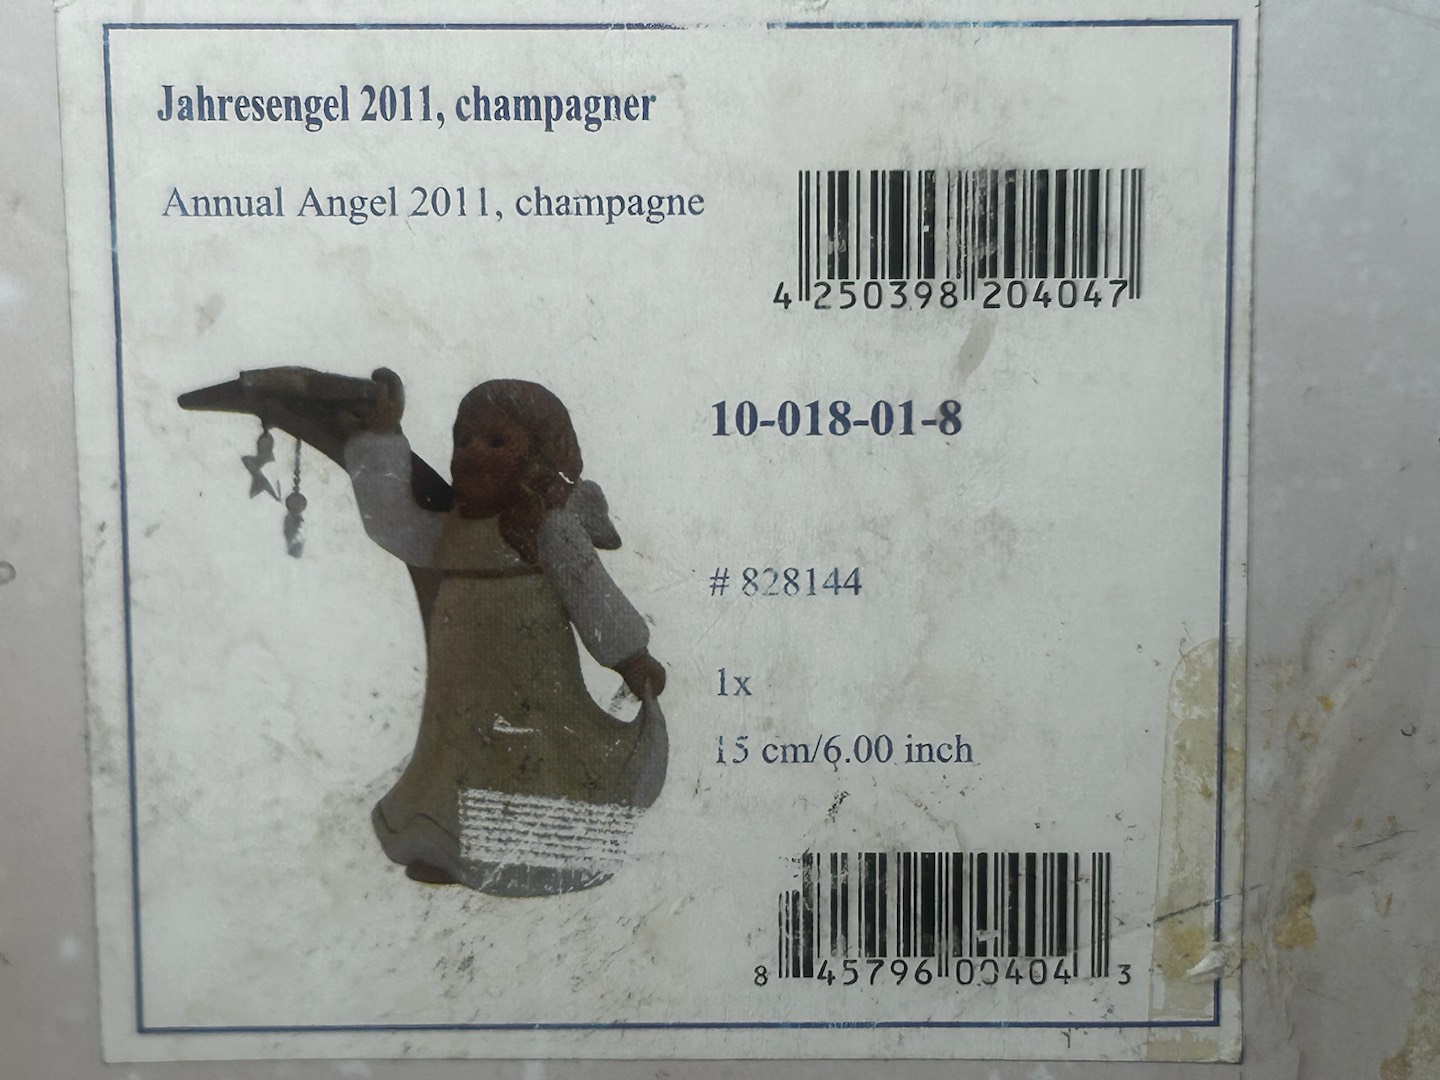 Jahresengel 2011, champagner
Annual Angel 2011, champagne
4 250398 204047
10-018-01-8
# 828144
1x
15 cm/6.00 inch
8 45796 00404 3